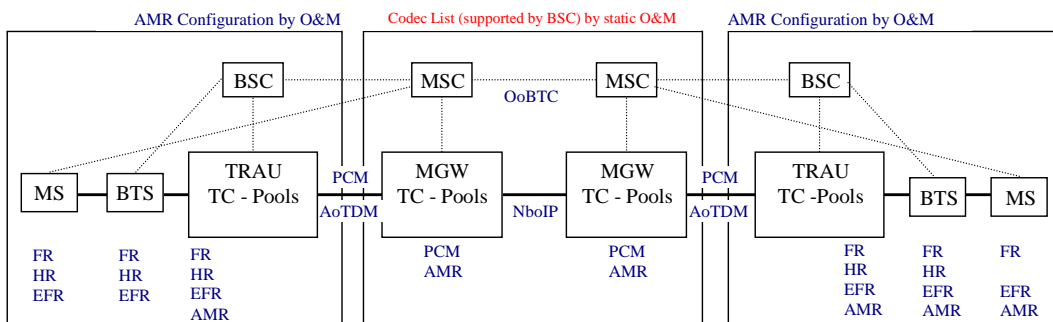 AMR Configuration by O&M
Codec List (supported by BSC) by static O&M
AMR Configuration by O&M
BSC
MSC
MSC
BSC
OoBTC
MS
BTS
TRAU
TC - Pools
PCM
AoTDM
MGW
TC - Pools
NboIP
MGW
TC - Pools
PCM
AoTDM
TRAU
TC -Pools
BTS
MS
FR
HR
EFR
FR
HR
EFR
FR
HR
EFR
AMR
PCM
AMR
PCM
AMR
FR
HR
EFR
AMR
FR
HR
EFR
AMR
FR
EFR
AMR